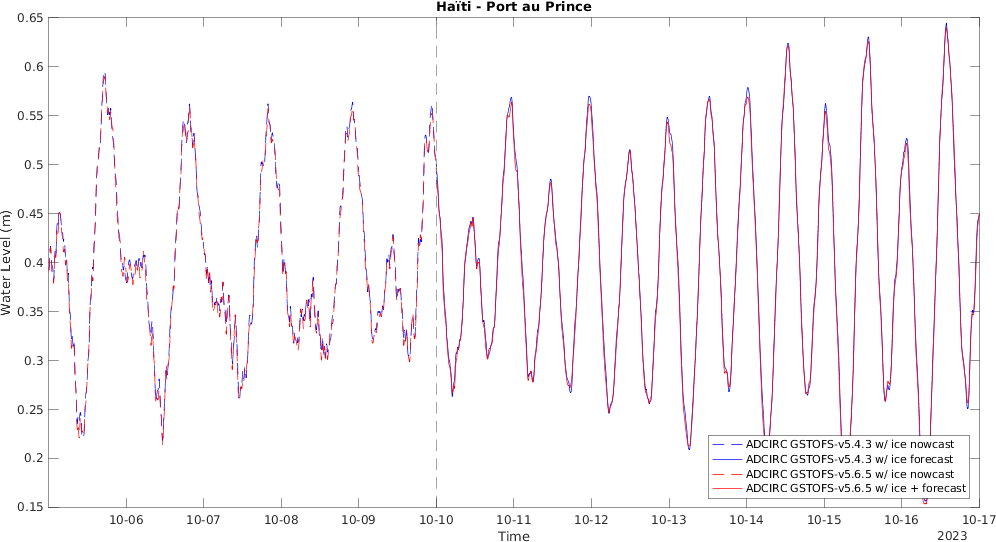 Haïti - Port au Prince
0.65
0.6
0.55
0.5
0.45
0.4
0.35
0.3
0.25
0.2
0.15
Water Level (m)
ADCIRC GSTOFS-v5.4.3 w/ ice nowcast
ADCIRC GSTOFS-v5.4.3 w/ ice forecast
ADCIRC GSTOFS-v5.6.5 w/ ice nowcast
ADCIRC GSTOFS-v5.6.5 w/ ice + forecast
10-06 10-07 10-08 10-09 10-10 10-11 10-12 10-13 10-14 10-15 10-16 10-17
Time
2023